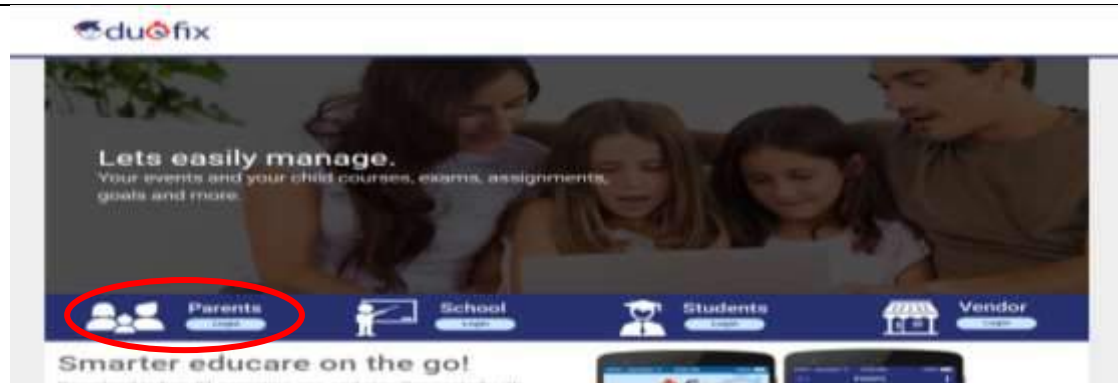 eduofix
Lets easily manage.
Your events and your child courses, exams, assignments,
goals and more.
Parents
Login
School
Login
Students
Login
Vendor
Login
Smarter educare on the go!